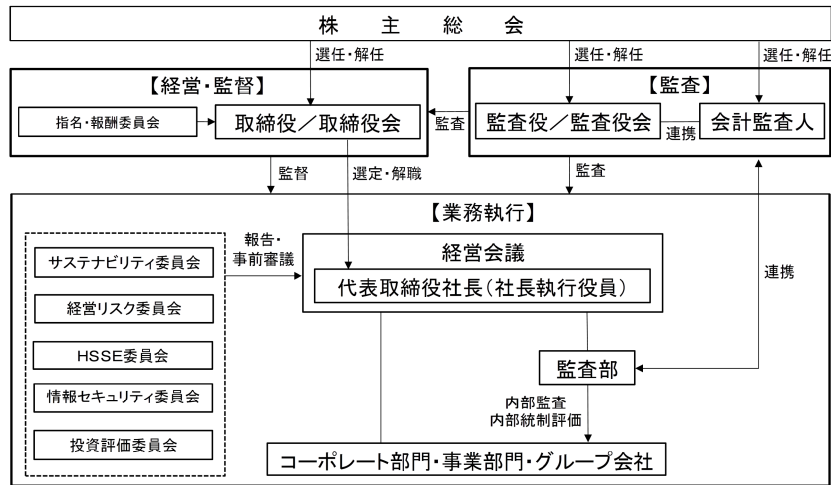 株主総会
選任・解任
選任・解任
選任・解任
【経営・監督】
指名・報酬委員会
取締役／取締役会
監査
【監査】
監査役／監査役会
連携
会計監査人
監督
選定・解職
監査
【業務執行】
サステナビリティ委員会
経営リスク委員会
HSSE委員会
情報セキュリティ委員会
投資評価委員会
報告・
事前審議
経営会議
代表取締役社長（社長執行役員）
連携
監査部
内部監査
内部統制評価
コーポレート部門・事業部門・グループ会社